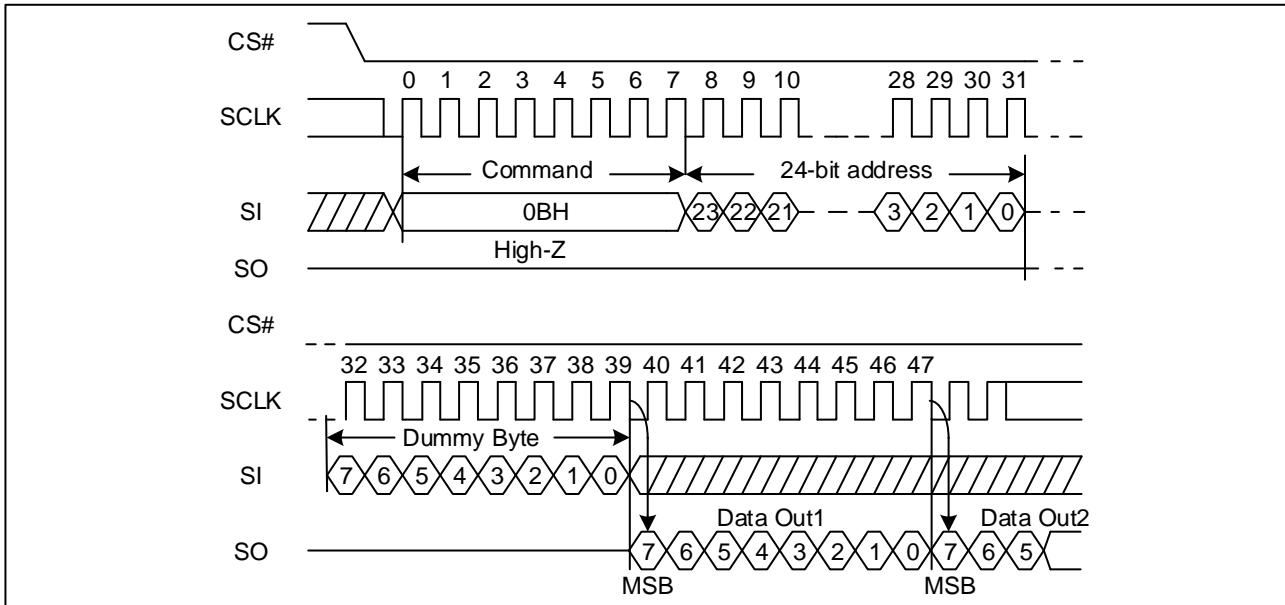 CS#
0 1 2 3 4 5 6 7 8 9 10 28 29 30 31
SCLK
Command 24-bit address
SI 0BH 23 22 21 3 2 1 0
High-Z
SO
CS#
32 33 34 35 36 37 38 39 40 41 42 43 44 45 46 47
SCLK
Dummy Byte
SI 7 6 5 4 3 2 1 0
Data Out1 Data Out2
SO 7 6 5 4 3 2 1 0 7 6 5
MSB MSB